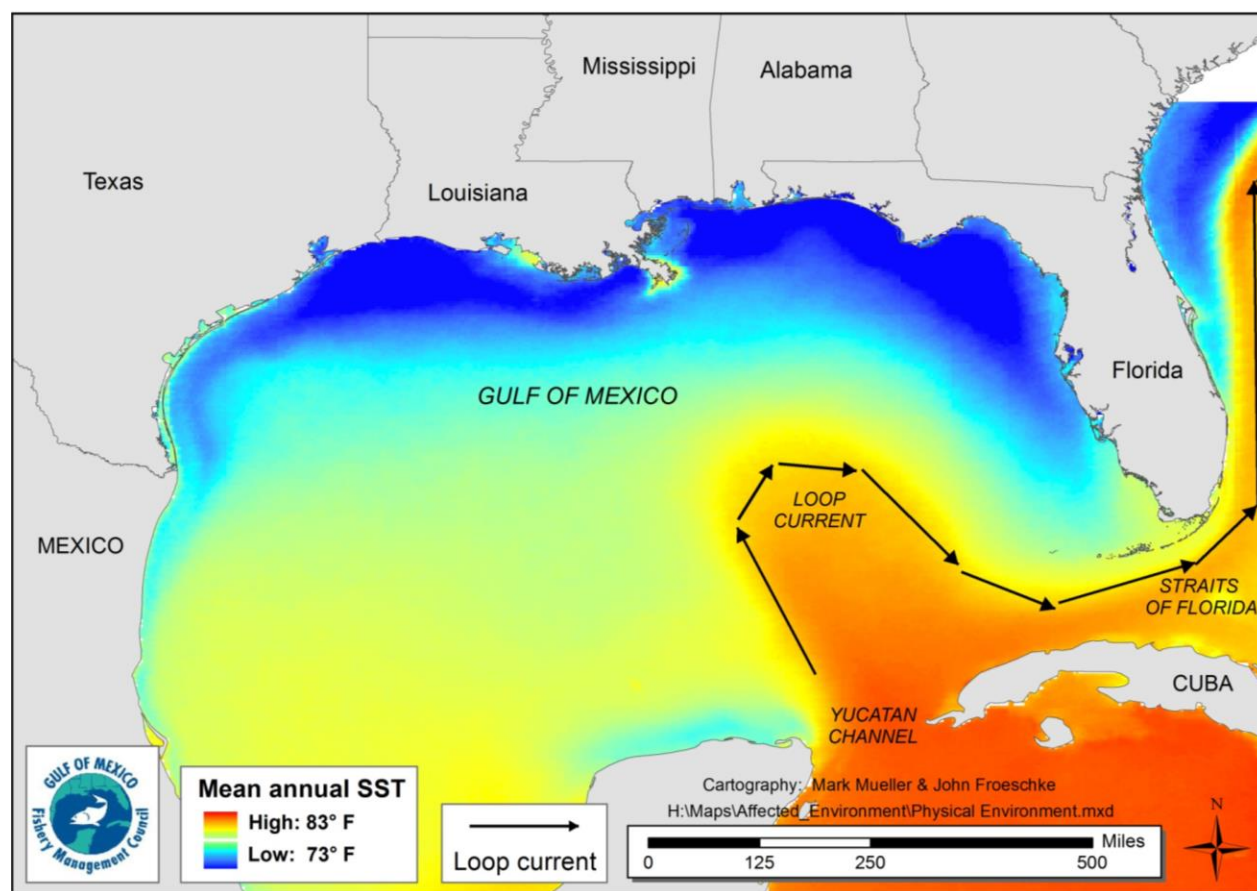 Mississippi
Alabama
Texas
Louisiana
GULF OF MEXICO
Florida
MEXICO
LOOP
CURRENT
STRAITS
OF FLORIDA
CUBA
YUCATAN
CHANNEL
GULF OF MEXICO
Fishery Management Council
Mean annual SST
High: 83° F
Low: 73° F
Loop current
Cartography: Mark Mueller & John Froeschke
H:\Maps\Affected_Environment\Physical Environment.mxd
Miles
0 125 250 500
N